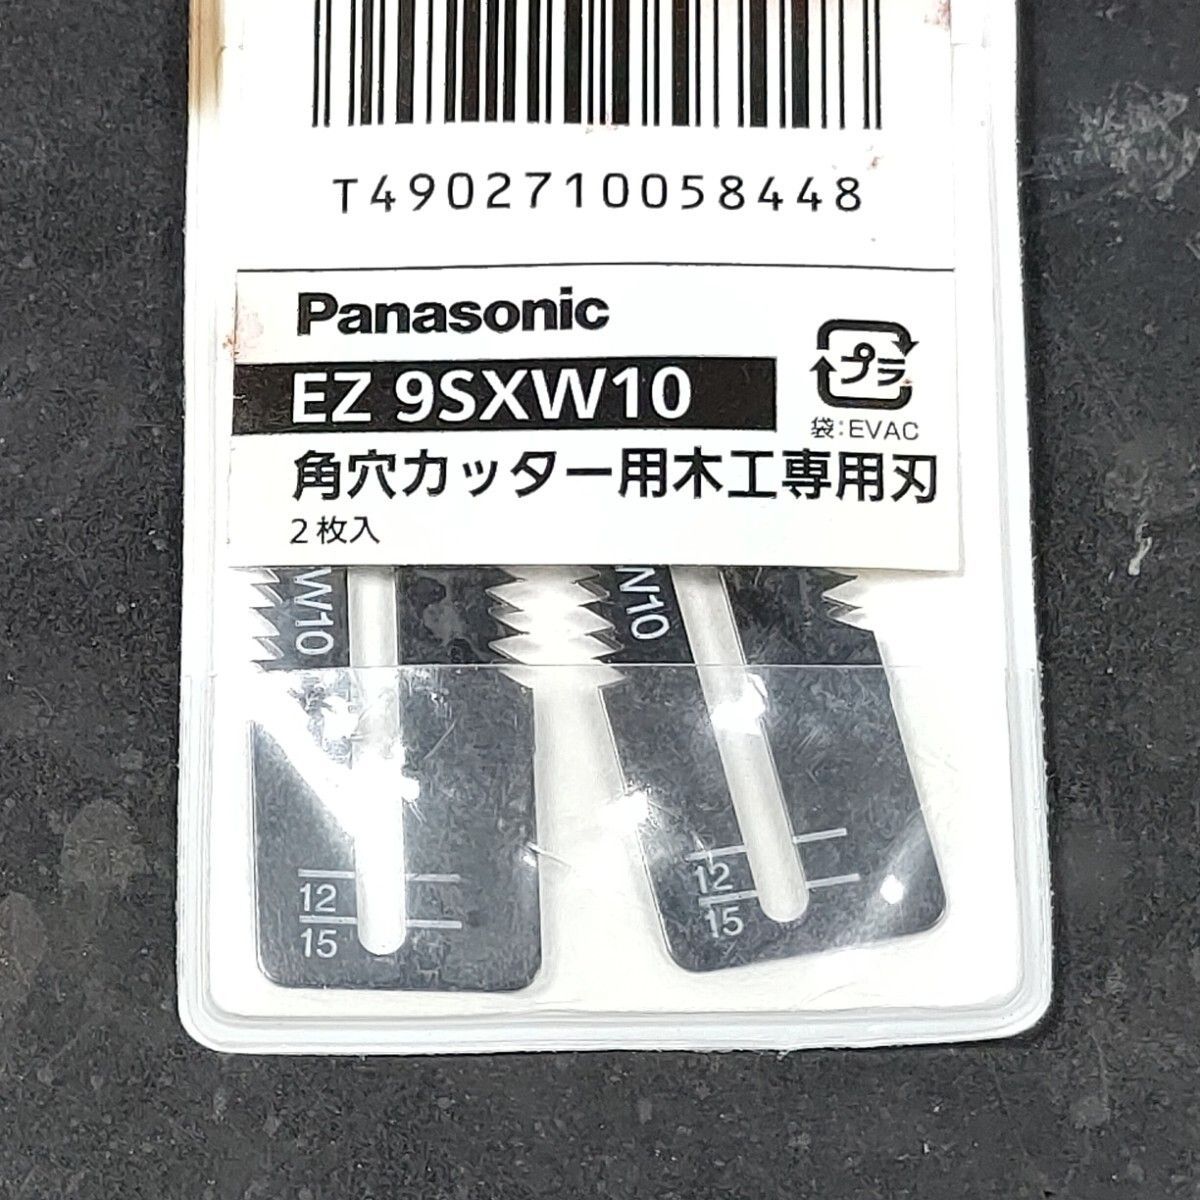 T4902710058448
Panasonic
EZ 9SXW10
プラ
袋:EVAC
角穴カッター用木工専用刃
2枚入
W10
W10
12
15
12
15